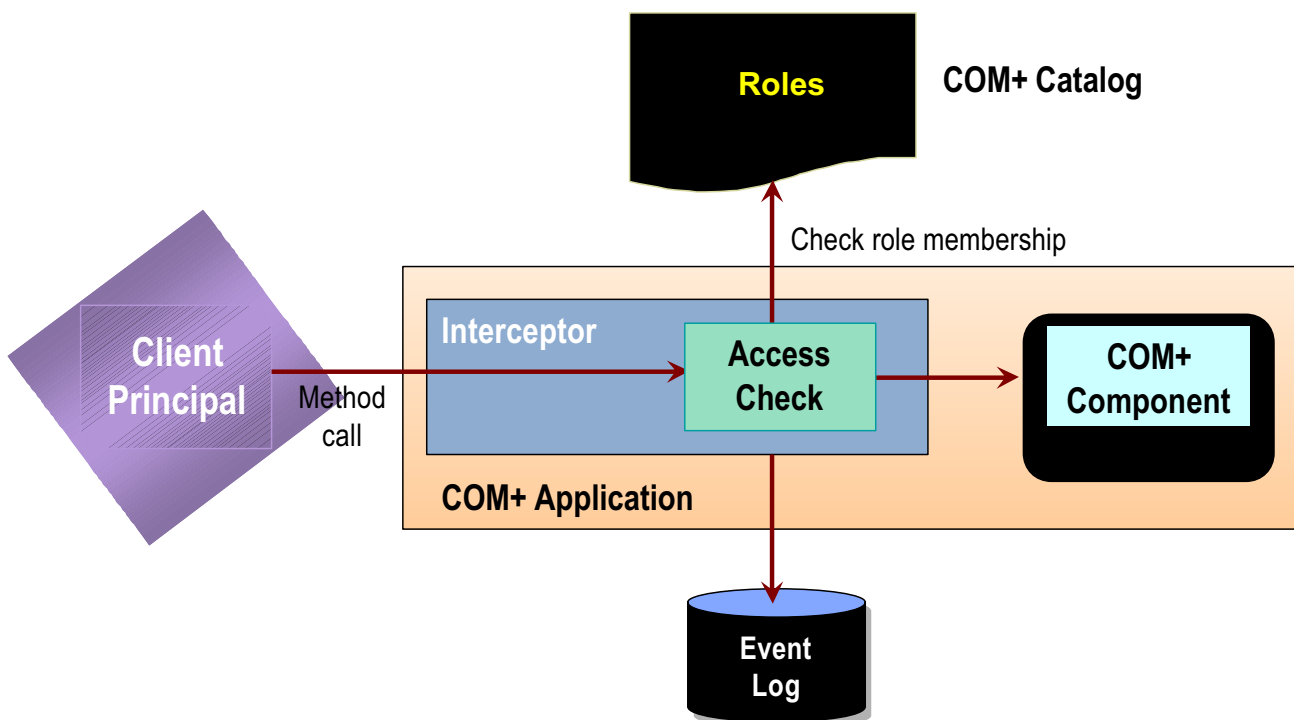 Roles
COM+ Catalog
Check role membership
Client
Principal
Method
call
Interceptor
Access
Check
COM+
Component
COM+ Application
Event
Log